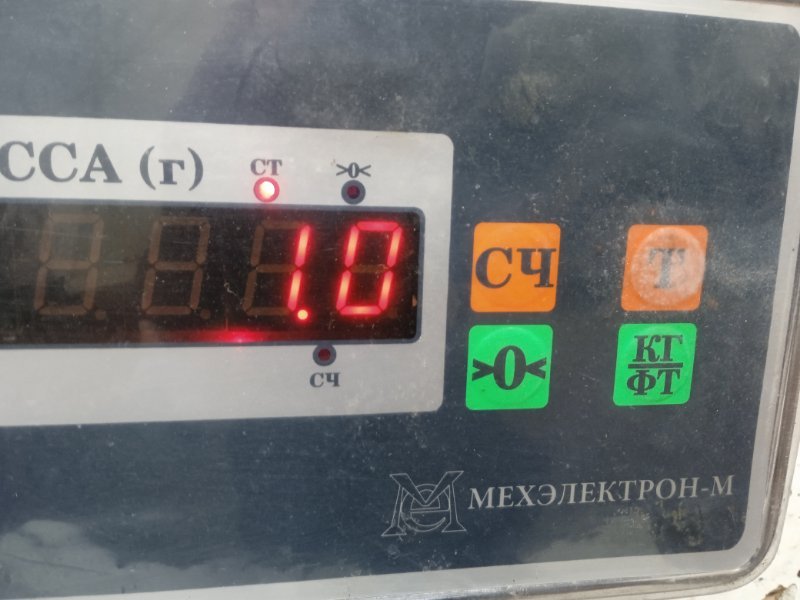 ССА (г)
СТ
>0<
1.0
СЧ
Т
>0<
КГ
ФТ
СЧ
МЕХЭЛЕКТРОН-М